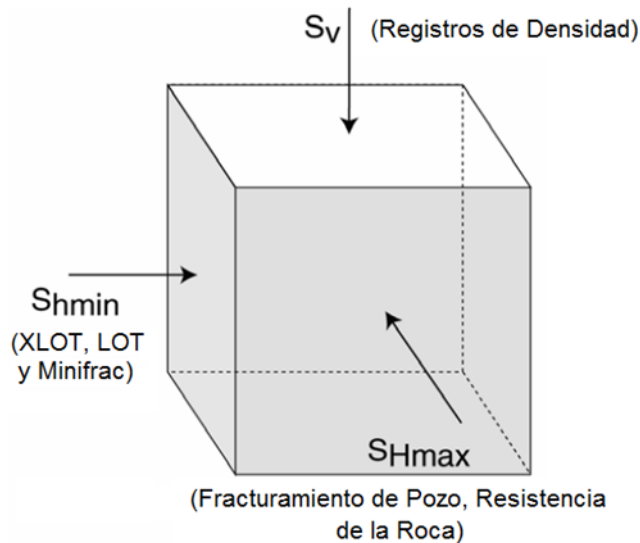 Sv (Registros de Densidad)
Shmin
(XLOT, LOT
y Minifrac)
SHmax
(Fracturamiento de Pozo, Resistencia
de la Roca)